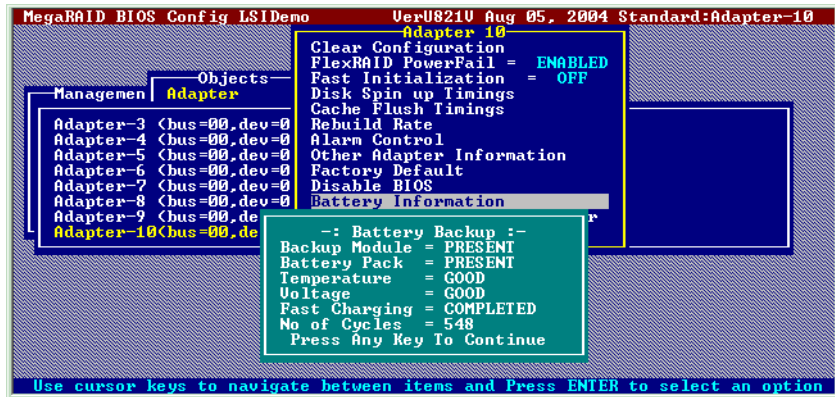 MegaRAID BIOS Config LSIDemo VerU821U Aug 05, 2004 Standard:Adapter-10
Adapter 10
Clear Configuration
FlexRAID PowerFail = ENABLED
Fast Initialization = OFF
Disk Spin up Timings
Cache Flush Timings
Rebuild Rate
Alarm Control
Other Adapter Information
Factory Default
Disable BIOS
Battery Information
r
Objects
Managemen
Adapter
Adapter-3 (bus=00,dev=0
Adapter-4 (bus=00,dev=0
Adapter-5 (bus=00,dev=0
Adapter-6 (bus=00,dev=0
Adapter-7 (bus=00,dev=0
Adapter-8 (bus=00,dev=0
Adapter-9 (bus=00,de
Adapter-10(bus=00,de
-: Battery Backup :-
Backup Module = PRESENT
Battery Pack = PRESENT
Temperature = GOOD
Voltage = GOOD
Fast Charging = COMPLETED
No of Cycles = 548
Press Any Key To Continue
Use cursor keys to navigate between items and Press ENTER to select an option